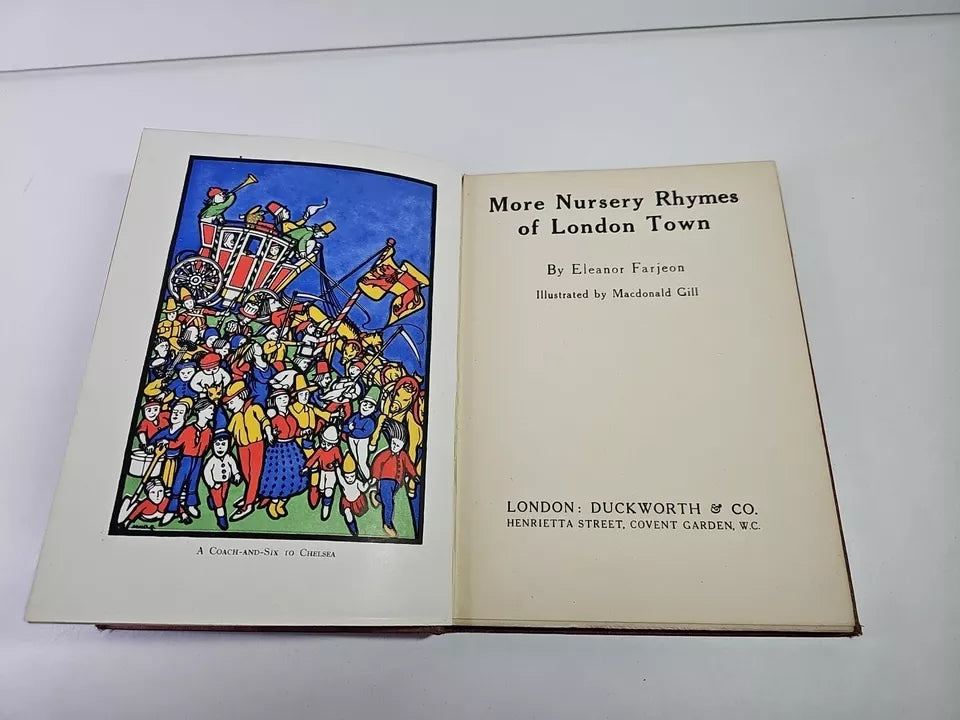 A Coach-and-Six to Chelsea
More Nursery Rhymes
of London Town
By Eleanor Farjeon
Illustrated by Macdonald Gill
LONDON: DUCKWORTH & CO.
HENRIETTA STREET, COVENT GARDEN, W.C.